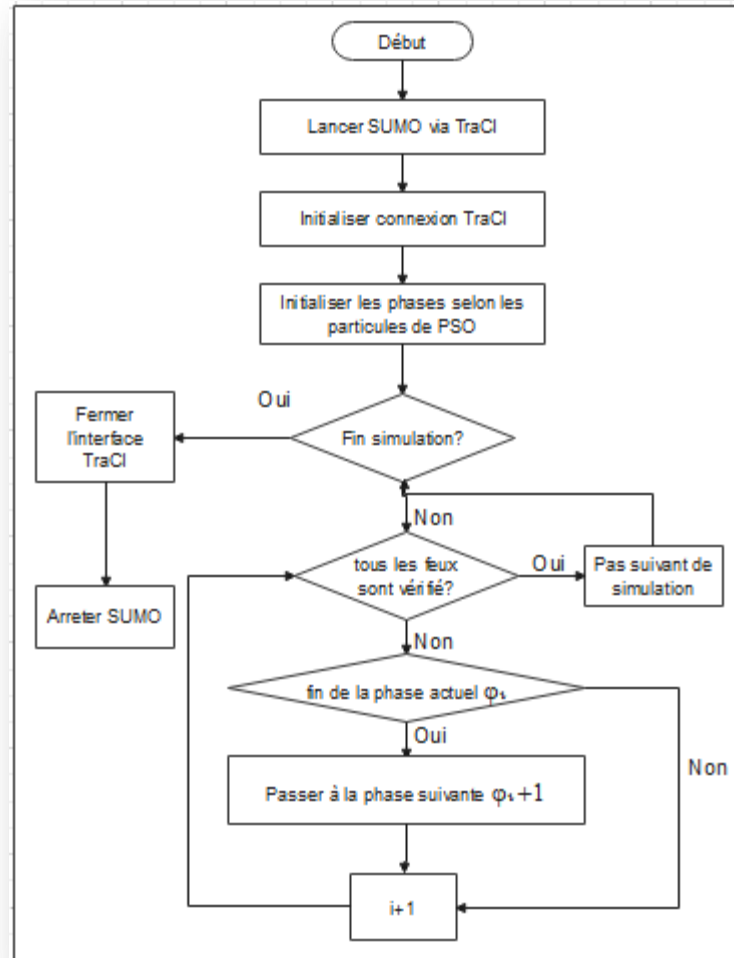 Début
Lancer SUMO via TraCI
Initialiser connexion TraCI
Initialiser les phases selon les
particules de PSO
Oui
Fin simulation?
Fermer
l'interface
TraCI
Non
tous les feux
sont vérifié?
Oui
Pas suivant de
simulation
Arreter SUMO
Non
fin de la phase actuel φᵢ
Oui
Non
Passer à la phase suivante φᵢ+1
i+1